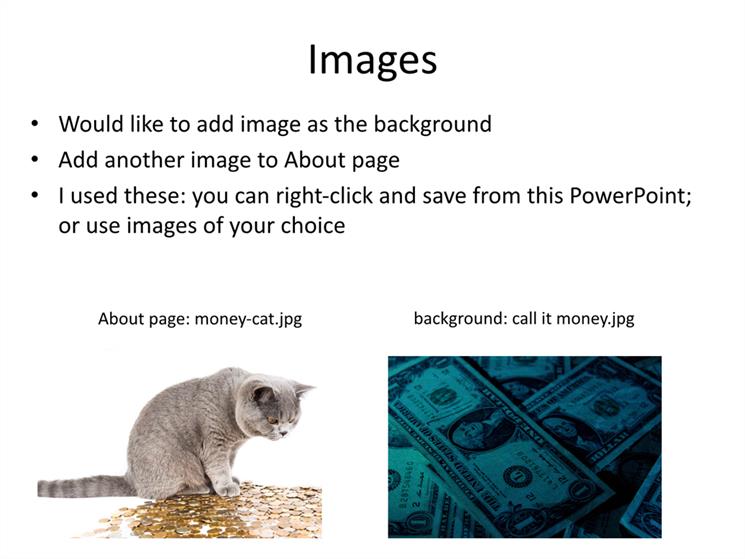 Images
• Would like to add image as the background
• Add another image to About page
• I used these: you can right-click and save from this PowerPoint;
or use images of your choice
About page: money-cat.jpg
background: call it money.jpg